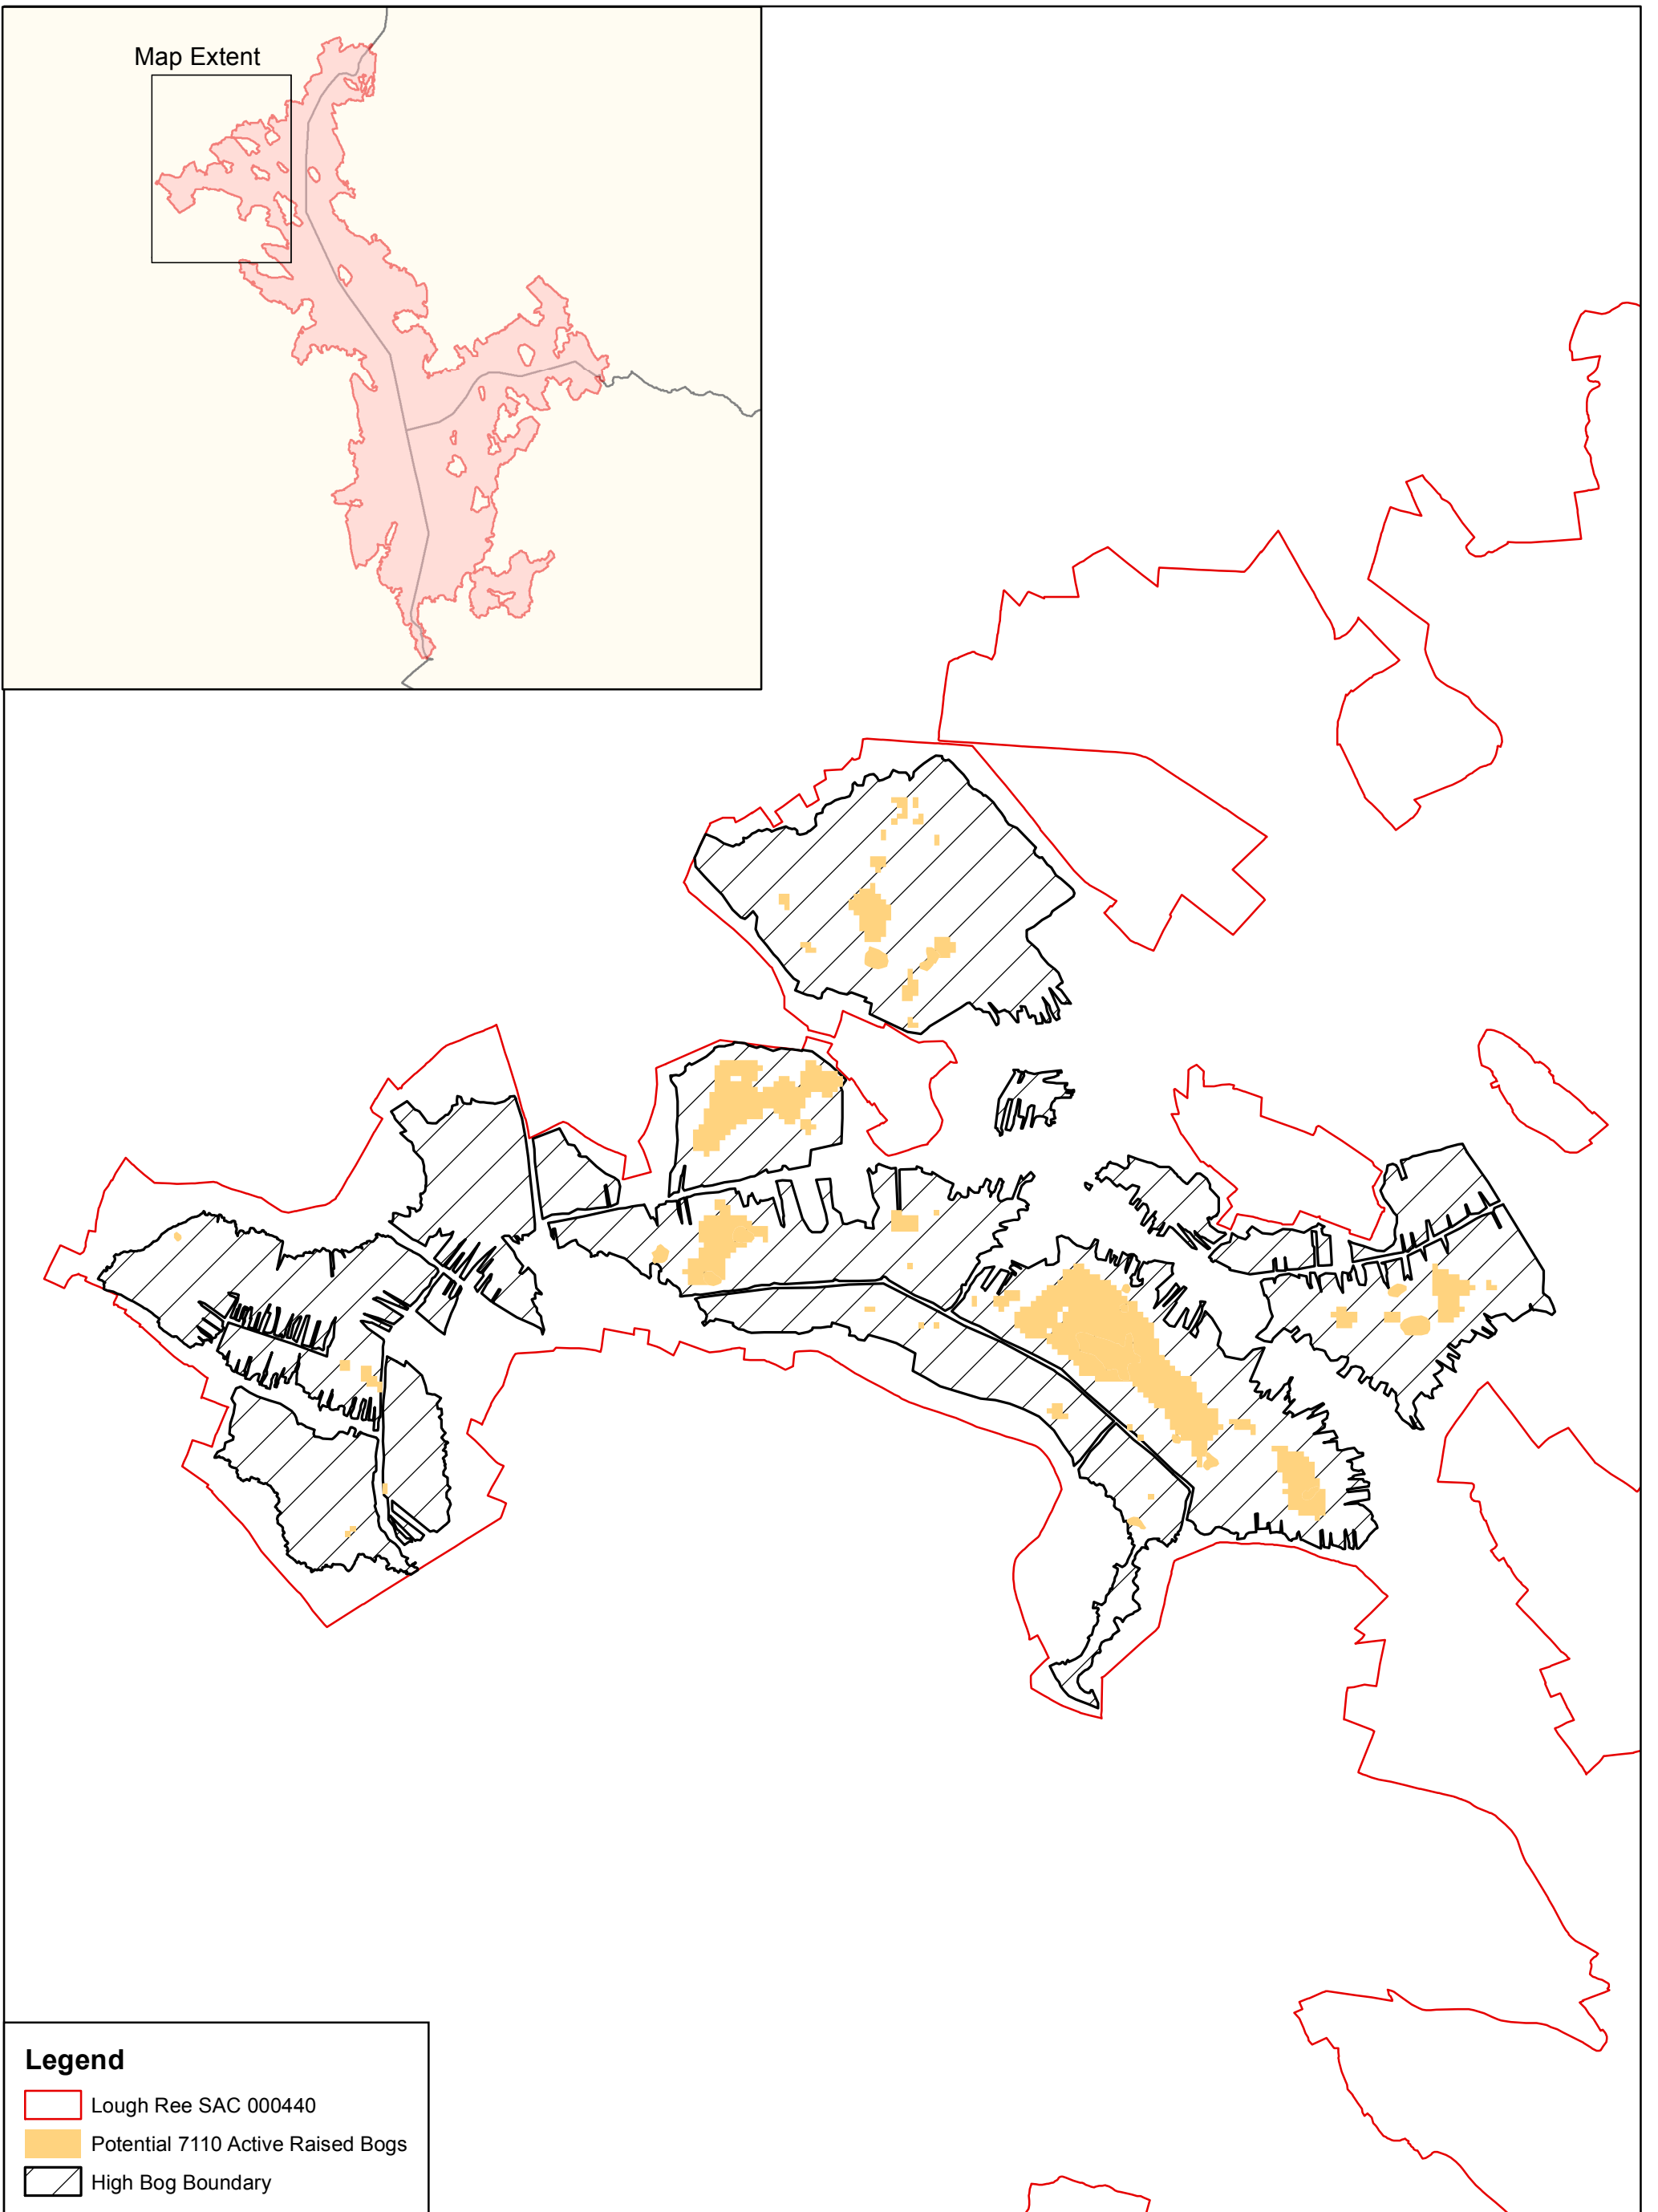 Map Extent
Legend
Lough Ree SAC 000440
Potential 7110 Active Raised Bogs
High Bog Boundary